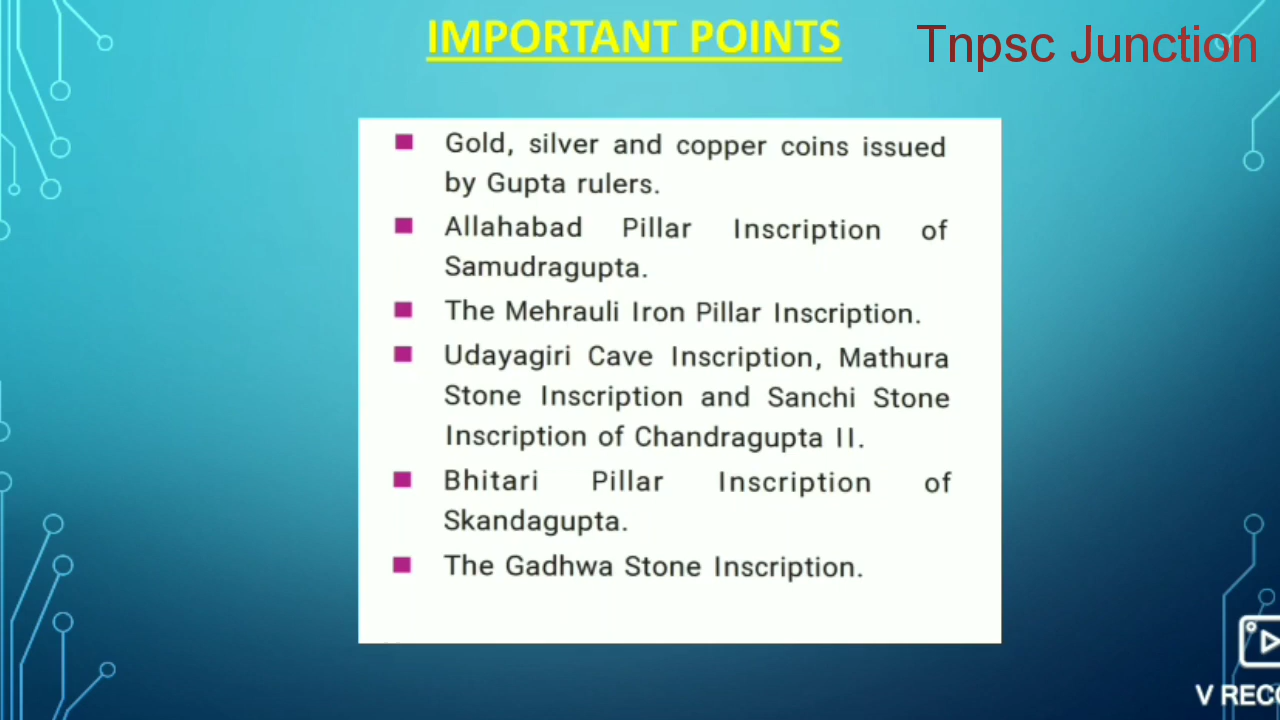 IMPORTANT POINTS
Tnpsc Junction
■ Gold, silver and copper coins issued
by Gupta rulers.
■ Allahabad Pillar Inscription of
Samudragupta.
■ The Mehrauli Iron Pillar Inscription.
■ Udayagiri Cave Inscription, Mathura
Stone Inscription and Sanchi Stone
Inscription of Chandragupta II.
■ Bhitari Pillar Inscription of
Skandagupta.
■ The Gadhwa Stone Inscription.
V RECO